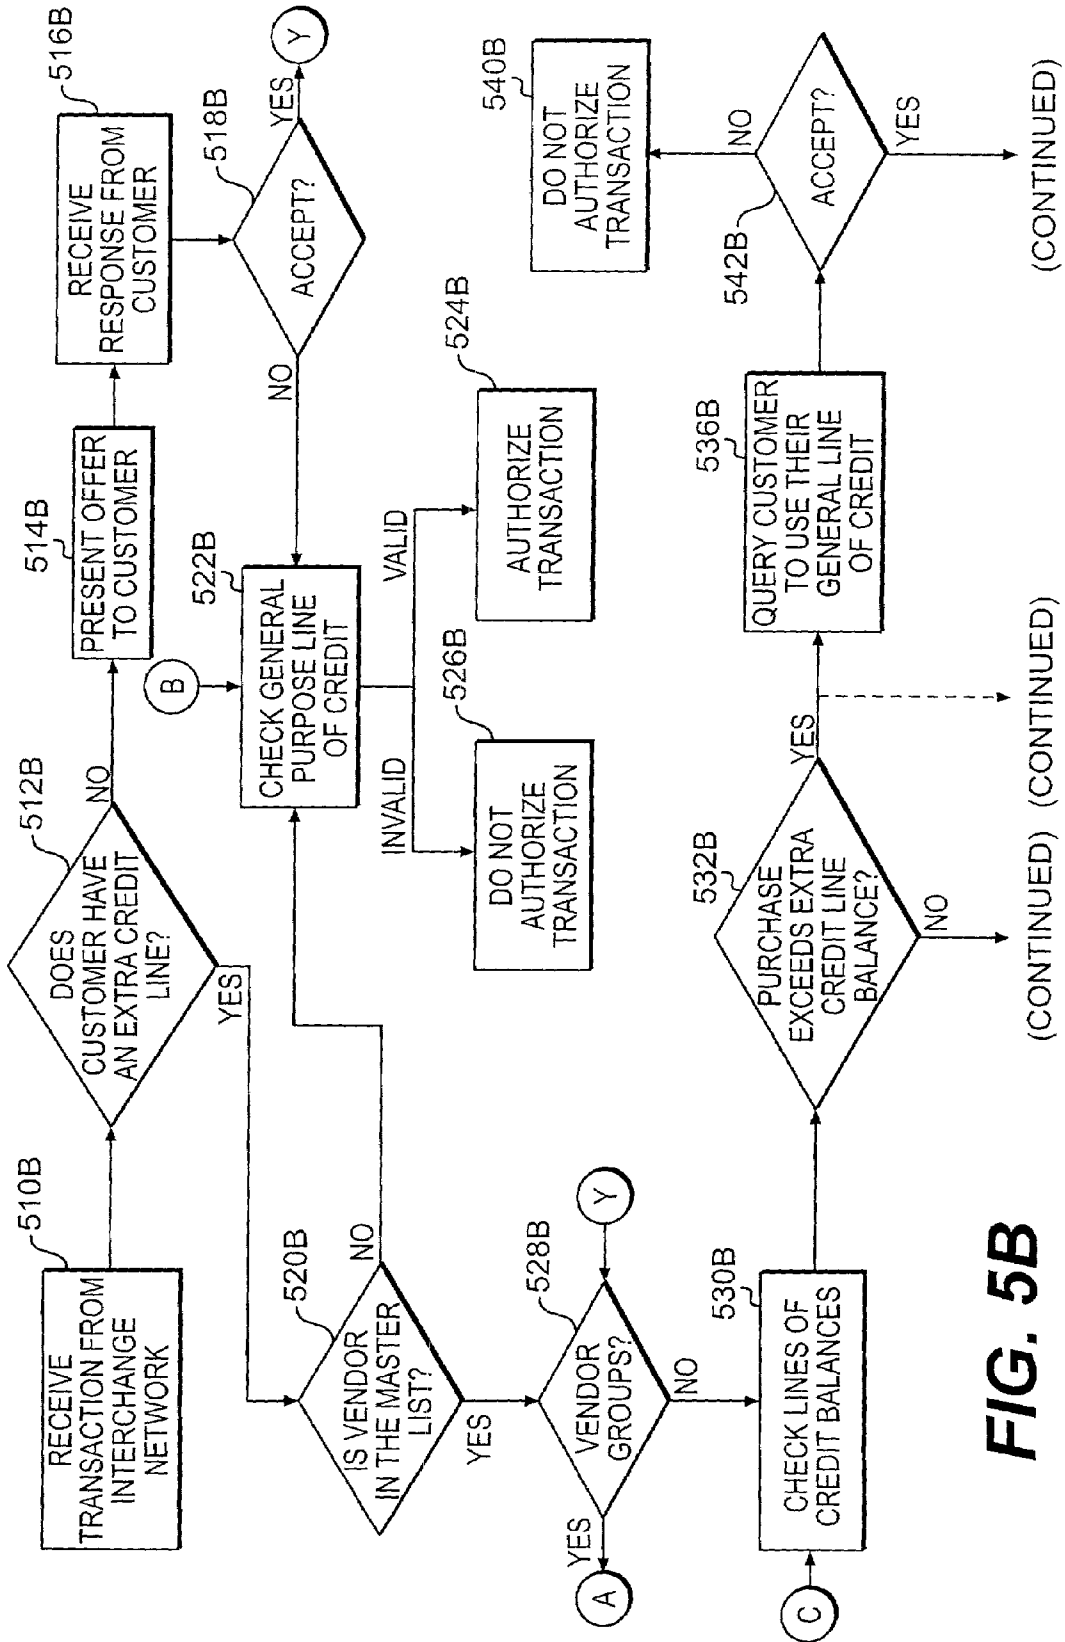 510B
RECEIVE
TRANSACTION FROM
INTERCHANGE
NETWORK
512B
DOES
CUSTOMER HAVE
AN EXTRA CREDIT
LINE?
NO
YES
514B
PRESENT OFFER
TO CUSTOMER
516B
RECEIVE
RESPONSE FROM
CUSTOMER
518B
ACCEPT?
YES
Y
NO
B
522B
CHECK GENERAL
PURPOSE LINE
OF CREDIT
INVALID
VALID
526B
DO NOT
AUTHORIZE
TRANSACTION
524B
AUTHORIZE
TRANSACTION
520B
IS VENDOR
IN THE MASTER
LIST?
NO
YES
528B
VENDOR
GROUPS?
Y
YES
A
NO
530B
CHECK LINES OF
CREDIT BALANCES
C
532B
PURCHASE
EXCEEDS EXTRA
CREDIT LINE
BALANCE?
YES
NO
536B
QUERY CUSTOMER
TO USE THEIR
GENERAL LINE
OF CREDIT
542B
ACCEPT?
NO
YES
540B
DO NOT
AUTHORIZE
TRANSACTION
(CONTINUED)
(CONTINUED)
(CONTINUED)
FIG. 5B